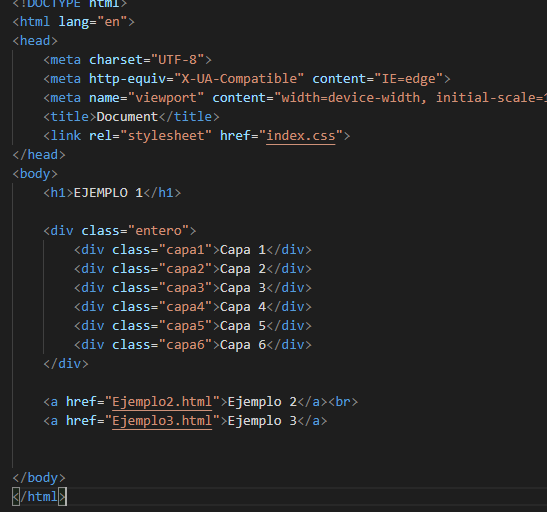 <!DOCTYPE html>
<html lang="en">
<head>
    <meta charset="UTF-8">
    <meta http-equiv="X-UA-Compatible" content="IE=edge">
    <meta name="viewport" content="width=device-width, initial-scale=1
    <title>Document</title>
    <link rel="stylesheet" href="index.css">
</head>
<body>
    <h1>EJEMPLO 1</h1>
    <div class="entero">
        <div class="capa1">Capa 1</div>
        <div class="capa2">Capa 2</div>
        <div class="capa3">Capa 3</div>
        <div class="capa4">Capa 4</div>
        <div class="capa5">Capa 5</div>
        <div class="capa6">Capa 6</div>
    </div>
    <a href="Ejemplo2.html">Ejemplo 2</a><br>
    <a href="Ejemplo3.html">Ejemplo 3</a>
</body>
</html>